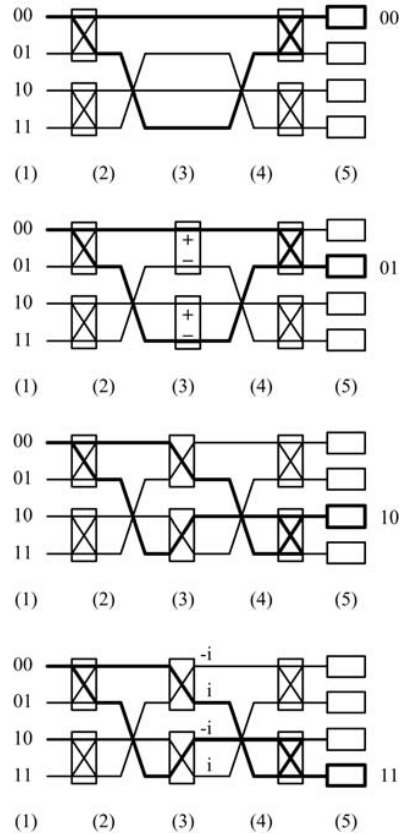 00 00
01
10
11
(1) (2) (3) (4) (5)
00
+
01 − 01
10 +
11 −
(1) (2) (3) (4) (5)
00
01
10 10
11
(1) (2) (3) (4) (5)
00 -i
01 i
10 -i
11 i 11
(1) (2) (3) (4) (5)